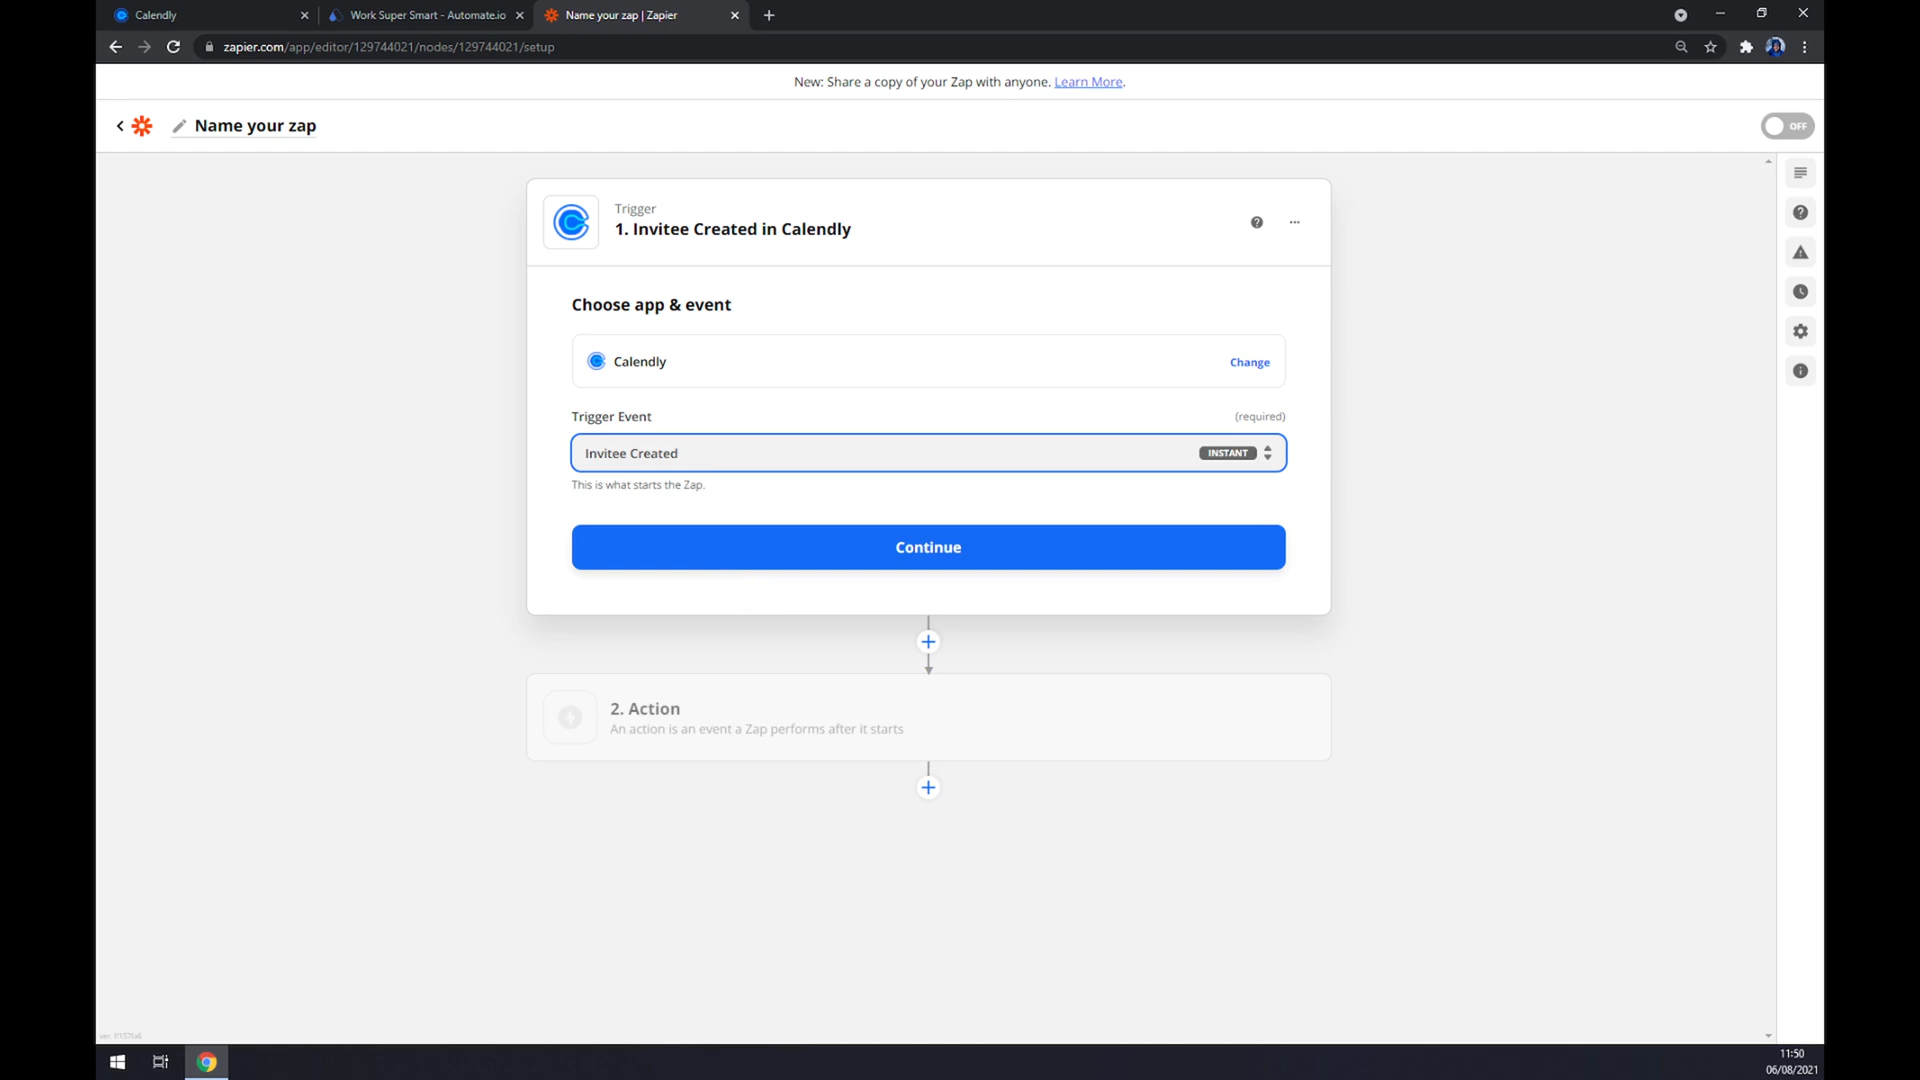 Calendly
Work Super Smart - Automate.io
Name your zap | Zapier
zapier.com/app/editor/129744021/nodes/129744021/setup
New: Share a copy of your Zap with anyone. Learn More.
Name your zap
OFF
Trigger
1. Invitee Created in Calendly
Choose app & event
Calendly
Change
Trigger Event
(required)
Invitee Created
INSTANT
This is what starts the Zap.
Continue
2. Action
An action is an event a Zap performs after it starts
11:50
06/08/2021